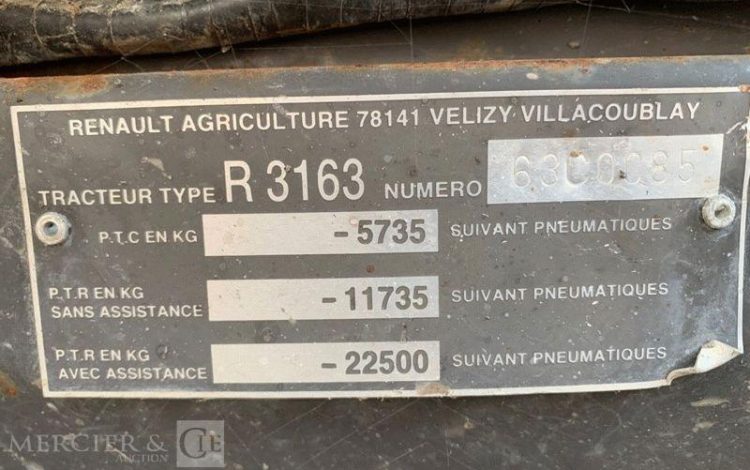 RENAULT AGRICULTURE 78141 VELIZY VILLACOUBLAY
TRACTEUR TYPE R 3163 NUMERO
P.T.C EN KG -5735 SUIVANT PNEUMATIQUES
P.T.R EN KG
SANS ASSISTANCE -11735 SUIVANT PNEUMATIQUES
P.T.R EN KG
AVEC ASSISTANCE -22500 SUIVANT PNEUMATIQUES
MERCIER & CIE
AUCTION